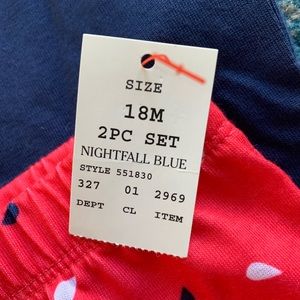 SIZE
18M
2PC SET
NIGHTFALL BLUE
STYLE 551830
327 01 2969
DEPT CL ITEM